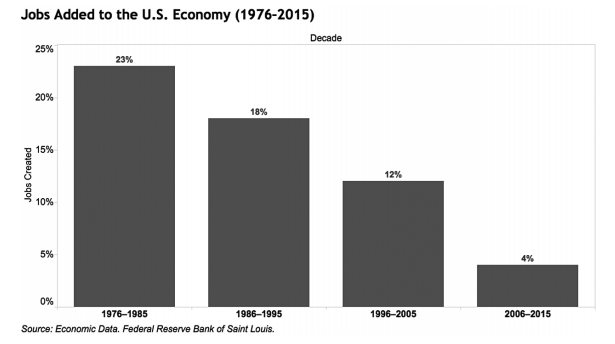 Jobs Added to the U.S. Economy (1976–2015)
Decade
25%
23%
20%
18%
15%
12%
10%
5%
4%
0%
Jobs Created
1976–1985 1986–1995 1996–2005 2006–2015
Source: Economic Data. Federal Reserve Bank of Saint Louis.